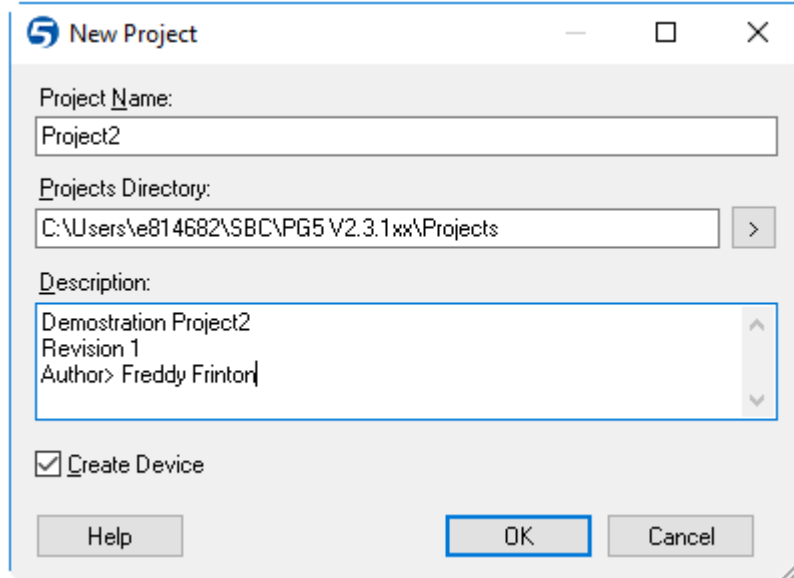 New Project
Project Name:
Project2
Projects Directory:
C:\Users\e814682\SBC\PG5 V2.3.1xx\Projects
>
Description:
Demostration Project2
Revision 1
Author> Freddy Frinton
Create Device
Help
OK
Cancel